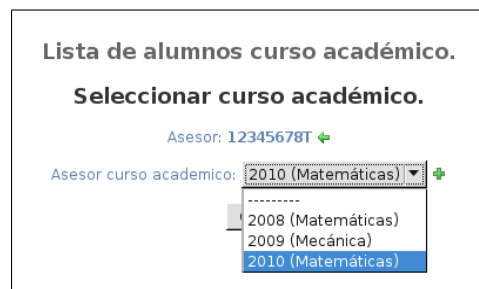 Lista de alumnos curso académico.
Seleccionar curso académico.
Asesor: 12345678T
Asesor curso academico: 2010 (Matemáticas)
---------
2008 (Matemáticas)
2009 (Mecánica)
2010 (Matemáticas)